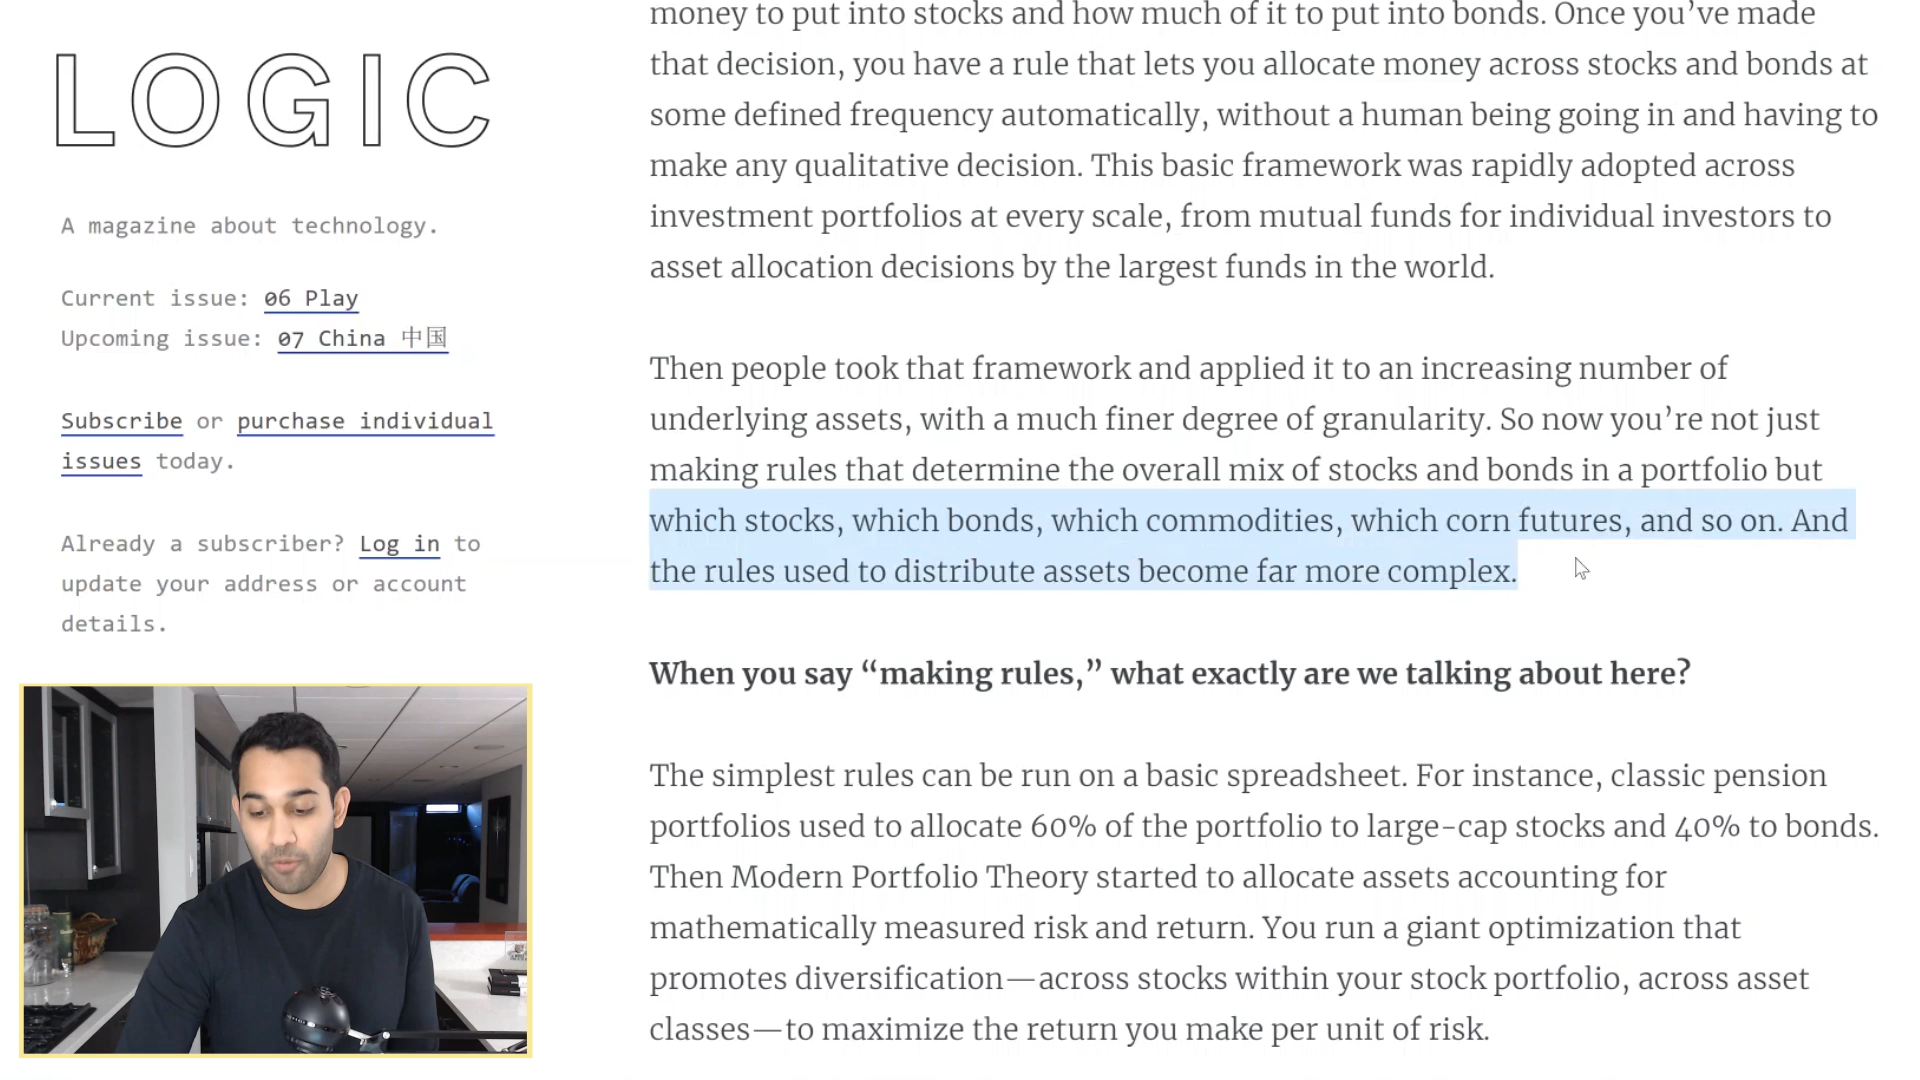 LOGIC
A magazine about technology.
Current issue: 06 Play
Upcoming issue: 07 China 中国
Subscribe or purchase individual
issues today.
Already a subscriber? Log in to
update your address or account
details.
money to put into stocks and how much of it to put into bonds. Once you’ve made
that decision, you have a rule that lets you allocate money across stocks and bonds at
some defined frequency automatically, without a human being going in and having to
make any qualitative decision. This basic framework was rapidly adopted across
investment portfolios at every scale, from mutual funds for individual investors to
asset allocation decisions by the largest funds in the world.
Then people took that framework and applied it to an increasing number of
underlying assets, with a much finer degree of granularity. So now you’re not just
making rules that determine the overall mix of stocks and bonds in a portfolio but
which stocks, which bonds, which commodities, which corn futures, and so on. And
the rules used to distribute assets become far more complex.
When you say “making rules,” what exactly are we talking about here?
The simplest rules can be run on a basic spreadsheet. For instance, classic pension
portfolios used to allocate 60% of the portfolio to large-cap stocks and 40% to bonds.
Then Modern Portfolio Theory started to allocate assets accounting for
mathematically measured risk and return. You run a giant optimization that
promotes diversification—across stocks within your stock portfolio, across asset
classes—to maximize the return you make per unit of risk.